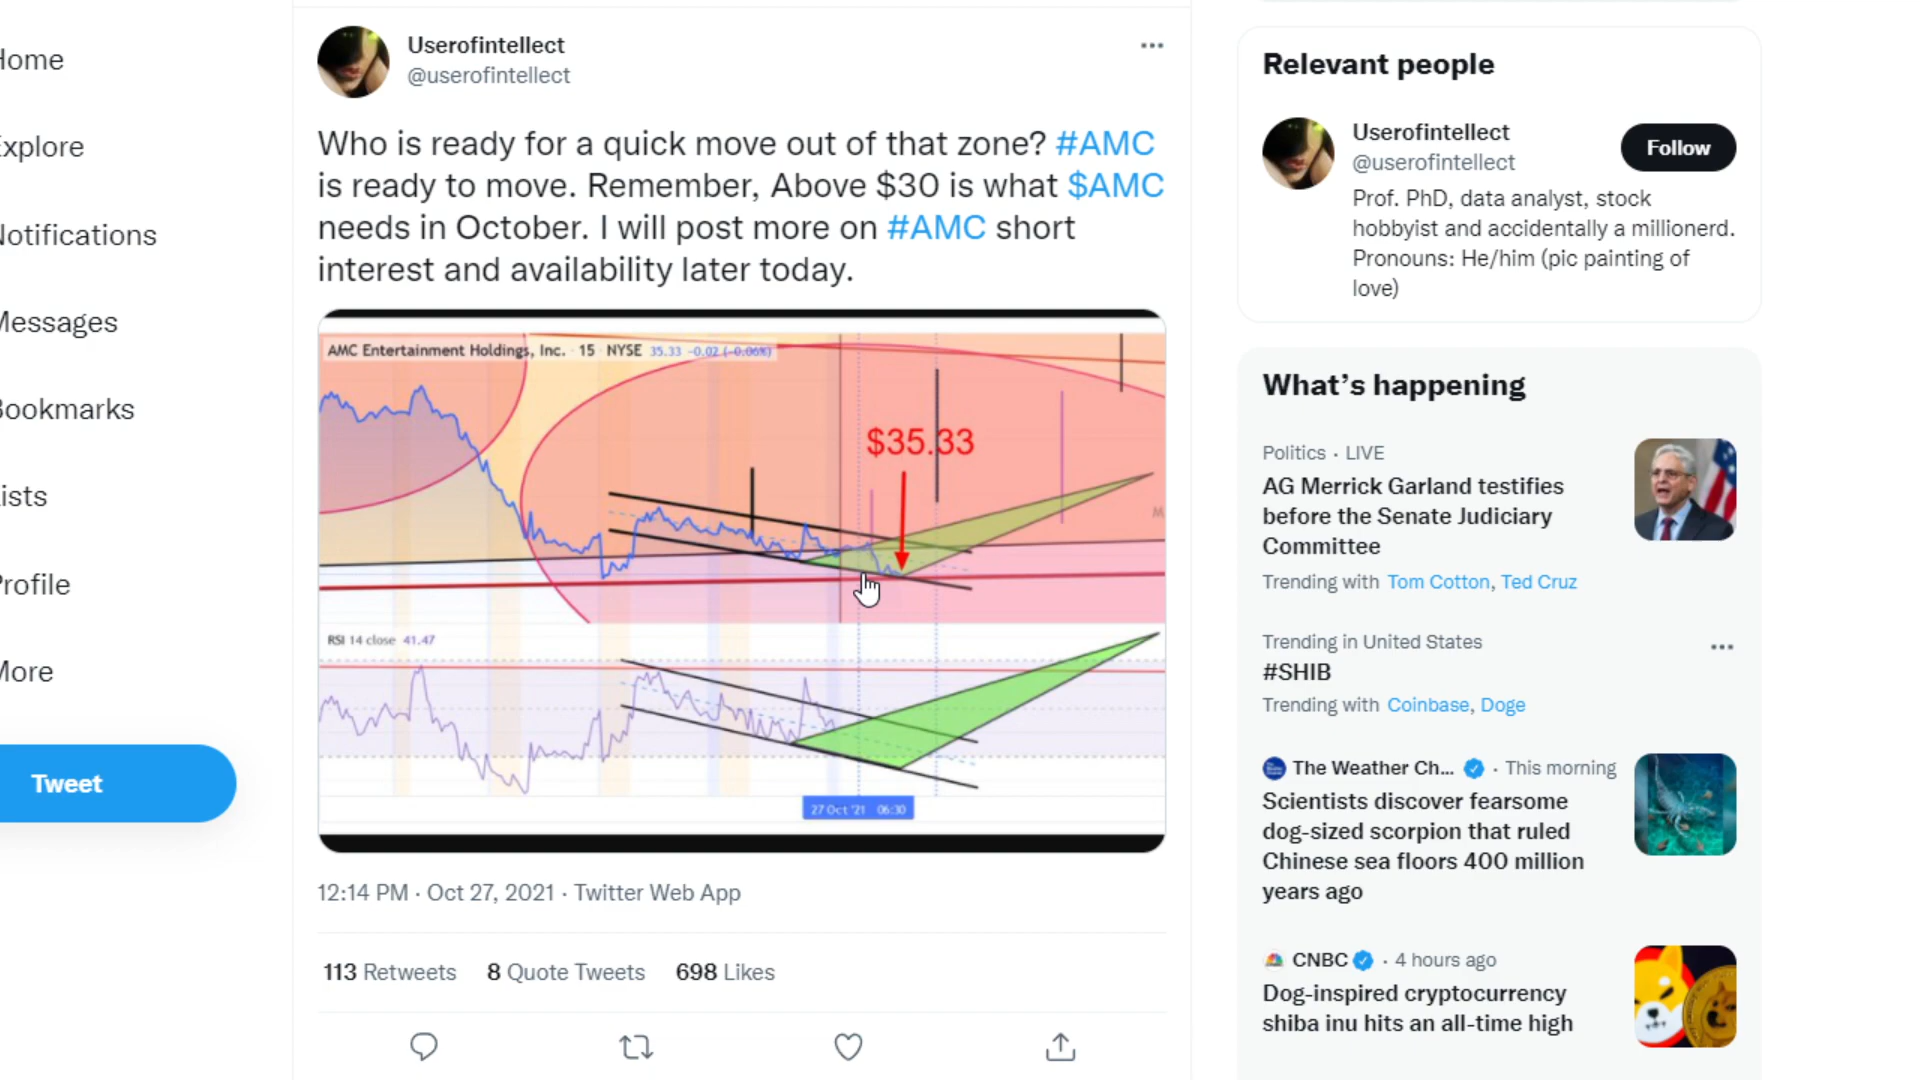 Home
Explore
Notifications
Messages
Bookmarks
Lists
Profile
More
Tweet
Userofintellect
@userofintellect
Who is ready for a quick move out of that zone? #AMC
is ready to move. Remember, Above $30 is what $AMC
needs in October. I will post more on #AMC short
interest and availability later today.
AMC Entertainment Holdings, Inc. 15 NYSE 35.33 -0.02 (-0.06%)
$35.33
M
RSI 14 close 41.47
27 Oct '21 06:30
12:14 PM · Oct 27, 2021 · Twitter Web App
113 Retweets 8 Quote Tweets 698 Likes
Relevant people
Userofintellect
@userofintellect
Follow
Prof. PhD, data analyst, stock
hobbyist and accidentally a millionerd.
Pronouns: He/him (pic painting of
love)
What's happening
Politics · LIVE
AG Merrick Garland testifies
before the Senate Judiciary
Committee
Trending with Tom Cotton, Ted Cruz
Trending in United States
#SHIB
Trending with Coinbase, Doge
The Weather Ch... · This morning
Scientists discover fearsome
dog-sized scorpion that ruled
Chinese sea floors 400 million
years ago
CNBC · 4 hours ago
Dog-inspired cryptocurrency
shiba inu hits an all-time high